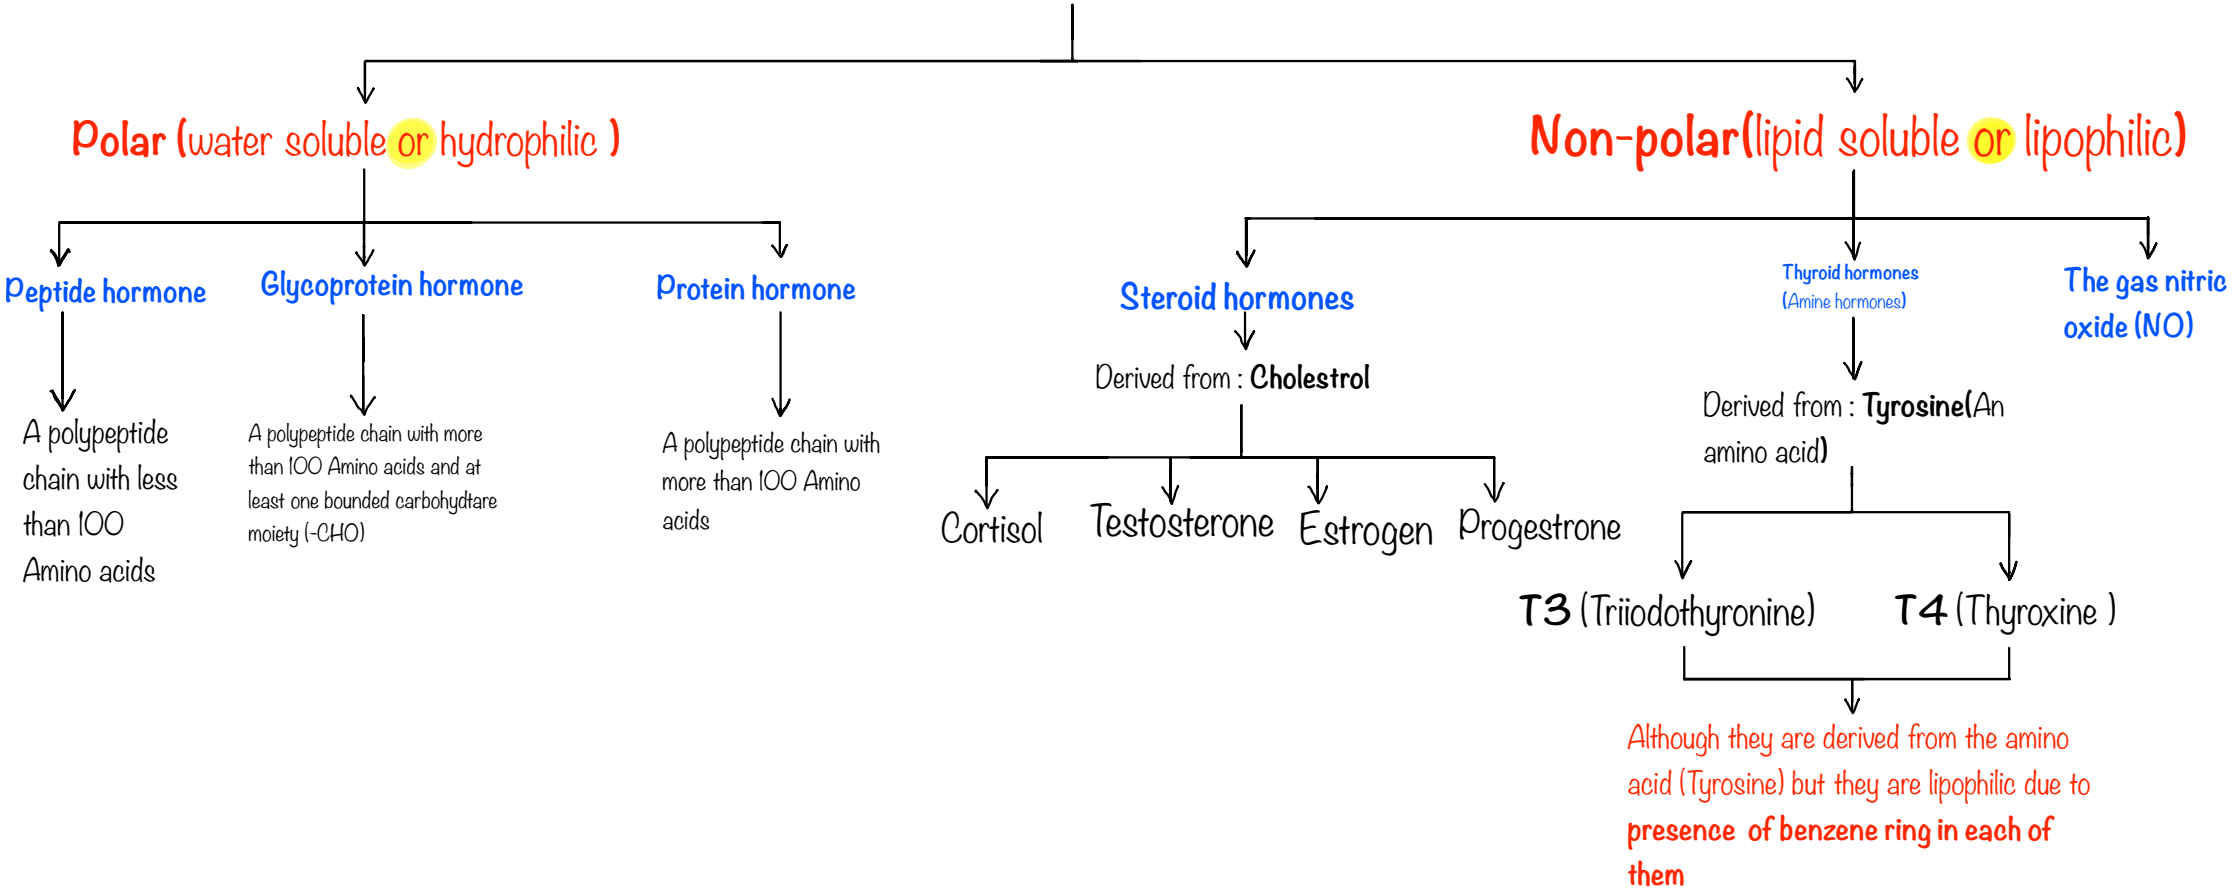 Polar (water soluble or hydrophilic )
Non-polar(lipid soluble or lipophilic)
Peptide hormone
Glycoprotein hormone
Protein hormone
Steroid hormones
Thyroid hormones
(Amine hormones)
The gas nitric
oxide (NO)
A polypeptide
chain with less
than 100
Amino acids
A polypeptide chain with more
than 100 Amino acids and at
least one bounded carbohydtare
moiety (-CHO)
A polypeptide chain with
more than 100 Amino
acids
Derived from : Cholestrol
Cortisol
Testosterone
Estrogen
Progestrone
Derived from : Tyrosine(An
amino acid)
T3 (Triiodothyronine)
T4 (Thyroxine )
Although they are derived from the amino
acid (Tyrosine) but they are lipophilic due to
presence of benzene ring in each of
them